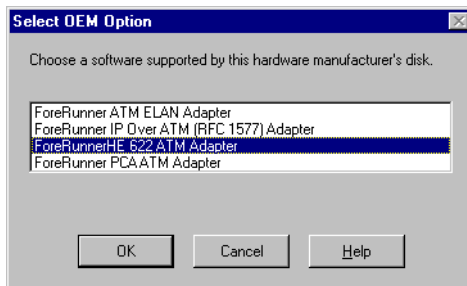 Select OEM Option
Choose a software supported by this hardware manufacturer's disk.
ForeRunner ATM ELAN Adapter
ForeRunner IP Over ATM (RFC 1577) Adapter
ForeRunnerHE 622 ATM Adapter
ForeRunner PCA ATM Adapter
OK Cancel Help